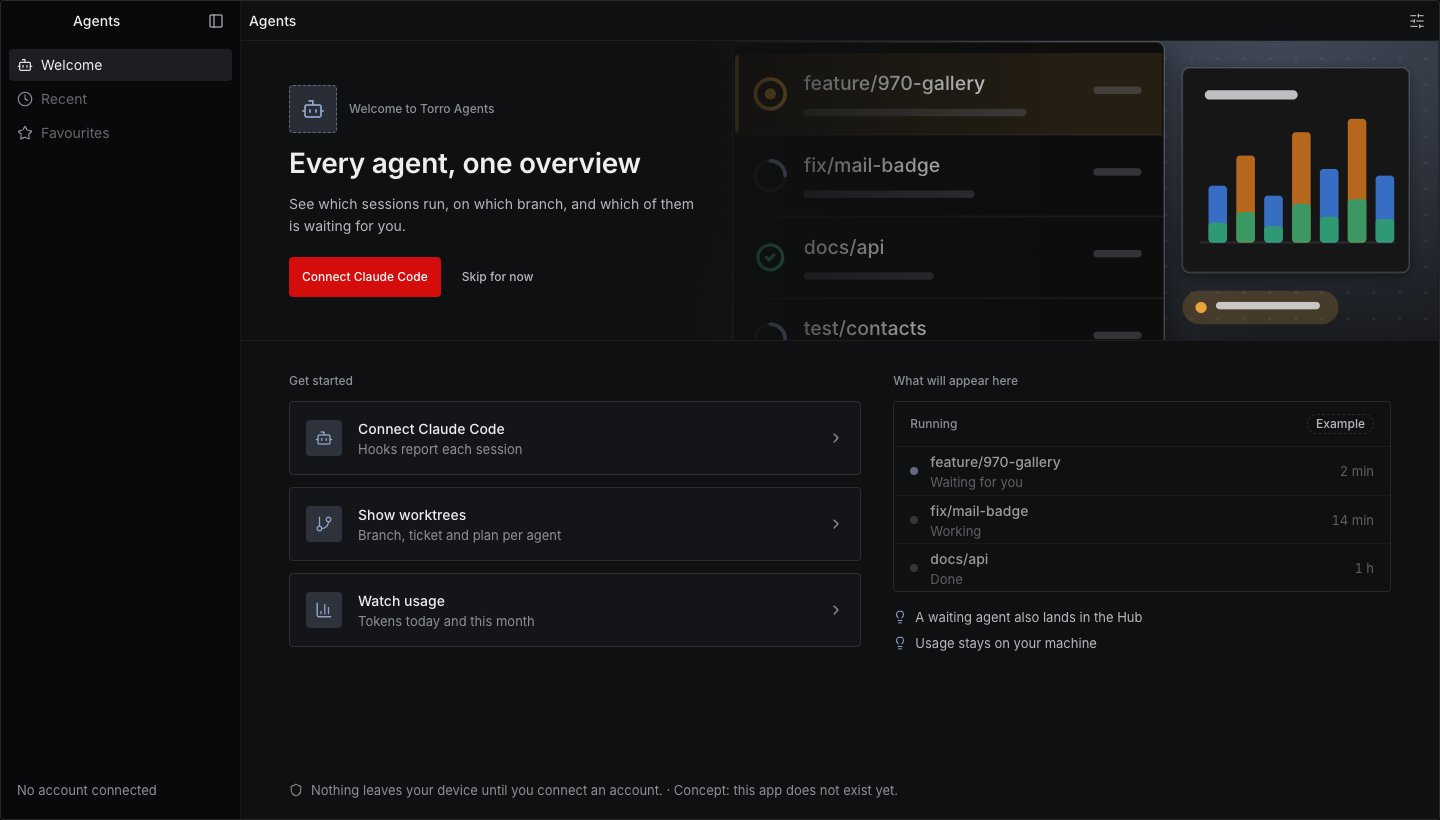 Agents
Agents
Welcome
Recent
Favourites
Welcome to Torro Agents
Every agent, one overview
See which sessions run, on which branch, and which of them
is waiting for you.
Connect Claude Code
Skip for now
feature/970-gallery
fix/mail-badge
docs/api
test/contacts
Get started
Connect Claude Code
Hooks report each session
Show worktrees
Branch, ticket and plan per agent
Watch usage
Tokens today and this month
What will appear here
Running
Example
feature/970-gallery
Waiting for you
2 min
fix/mail-badge
Working
14 min
docs/api
Done
1 h
A waiting agent also lands in the Hub
Usage stays on your machine
No account connected
Nothing leaves your device until you connect an account. · Concept: this app does not exist yet.